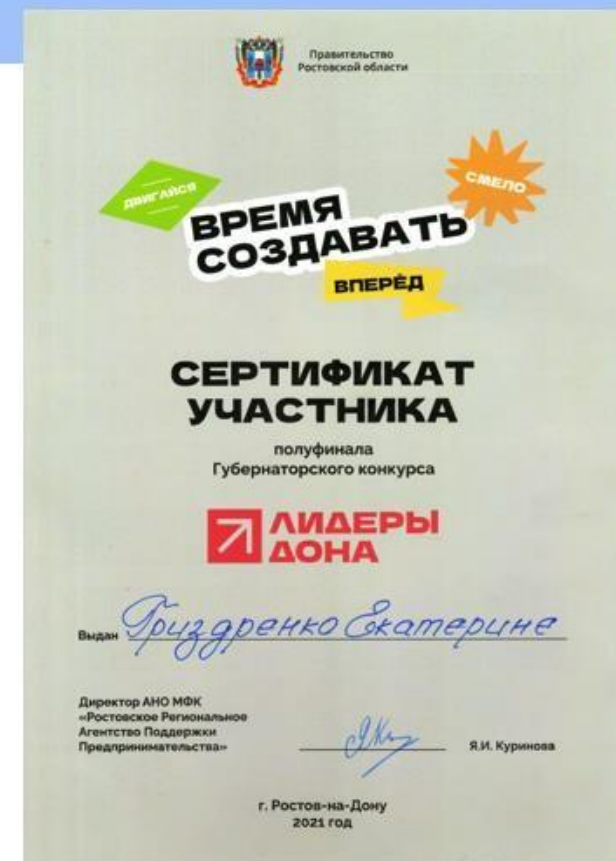 Правительство
Ростовской области
ДВИГАЙСЯ
СМЕЛО
ВРЕМЯ
СОЗДАВАТЬ
ВПЕРЁД
СЕРТИФИКАТ
УЧАСТНИКА
полуфинала
Губернаторского конкурса
ЛИДЕРЫ
ДОНА
Выдан Гриздренко Екатерине
Директор АНО МФК
«Ростовское Региональное
Агентство Поддержки
Предпринимательства»
Я.И. Куринова
г. Ростов-на-Дону
2021 год